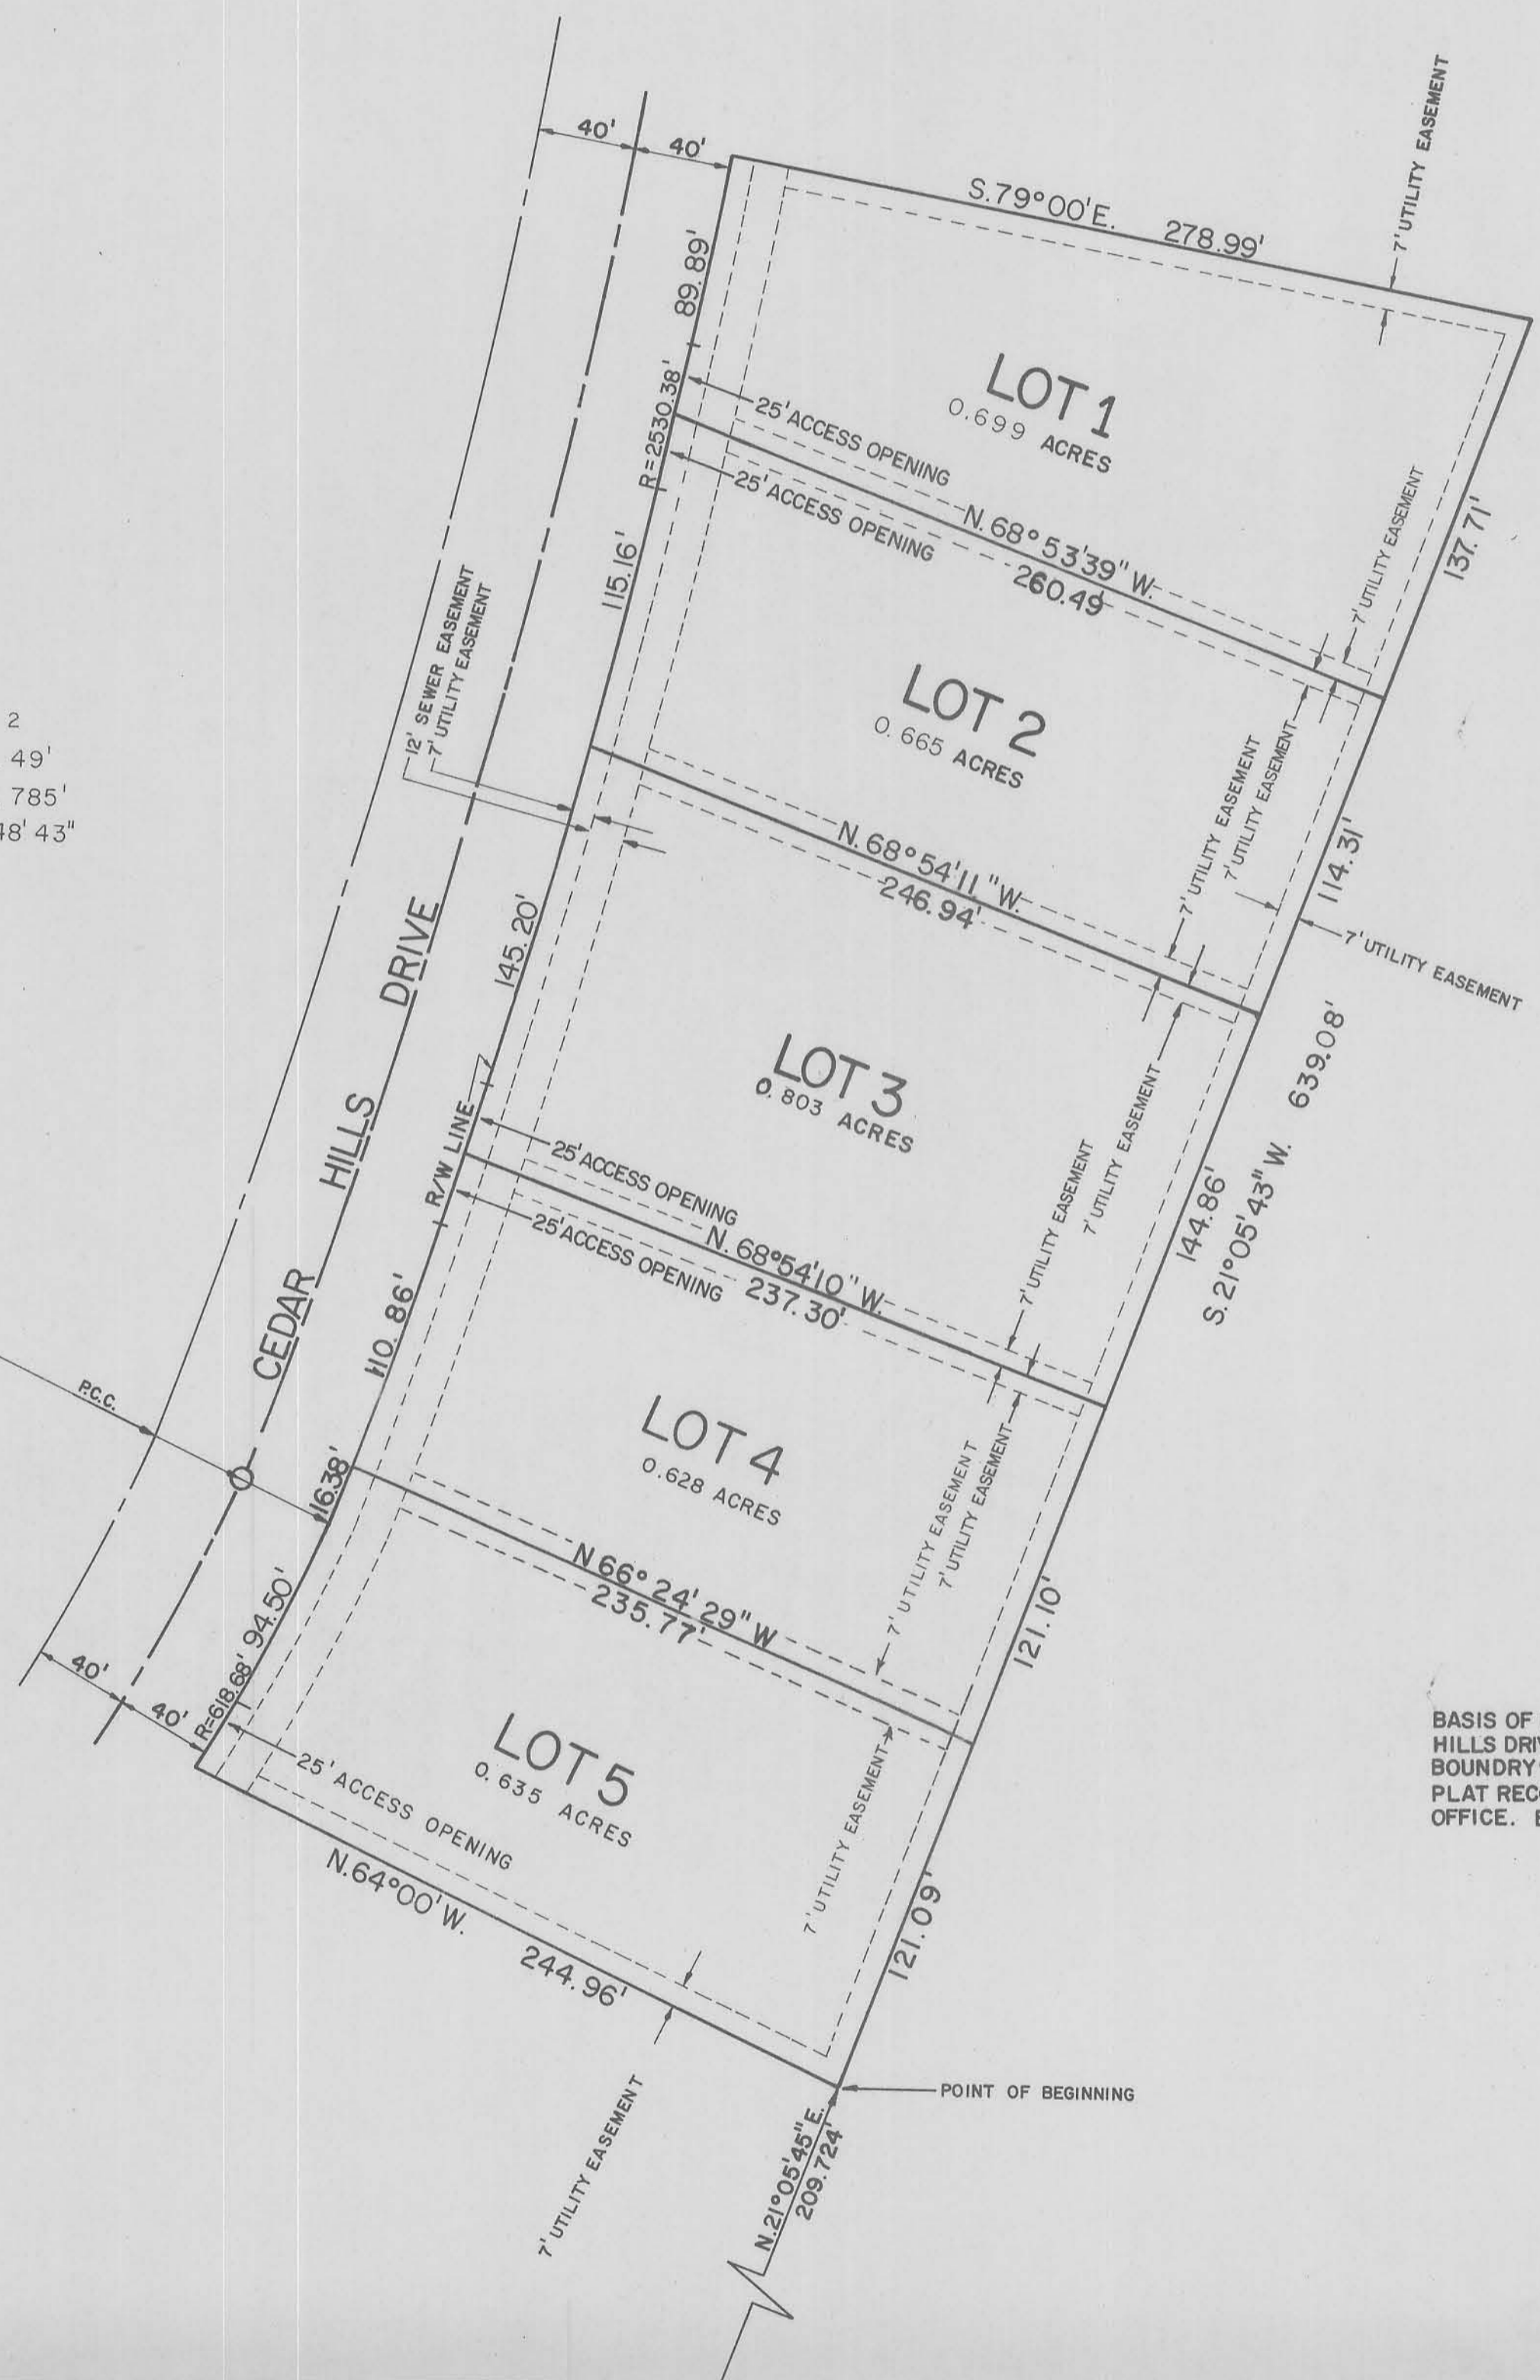 7' UTILITY EASEMENT
40'
40'
S.79°00'E. 278.99'
89.89'
LOT 1
0.699 ACRES
R=2530.38'
25' ACCESS OPENING
25' ACCESS OPENING
N.68°53'39"W.
260.49'
7' UTILITY EASEMENT
137.71'
115.16'
12' SEWER EASEMENT
7' UTILITY EASEMENT
LOT 2
0.665 ACRES
2
49'
785'
48'43"
7' UTILITY EASEMENT
7' UTILITY EASEMENT
114.31'
7' UTILITY EASEMENT
N.68°54'11"W.
246.94'
145.20'
CEDAR HILLS DRIVE
LOT 3
0.803 ACRES
639.08'
S.21°05'43"W.
R/W LINE
25' ACCESS OPENING
25' ACCESS OPENING
N.68°54'10"W.
237.30'
7' UTILITY EASEMENT
7' UTILITY EASEMENT
144.86'
110.86'
P.C.C.
LOT 4
0.628 ACRES
16.38'
7' UTILITY EASEMENT
7' UTILITY EASEMENT
N 66°24'29"W
235.77'
121.10'
94.50'
R=618.68'
40'
40'
LOT 5
0.635 ACRES
25' ACCESS OPENING
7' UTILITY EASEMENT
BASIS OF
HILLS DRI
BOUNDRY
PLAT REC
OFFICE.
N.64°00'W.
244.96'
121.09'
7' UTILITY EASEMENT
POINT OF BEGINNING
N.21°05'45"E.
209.724'